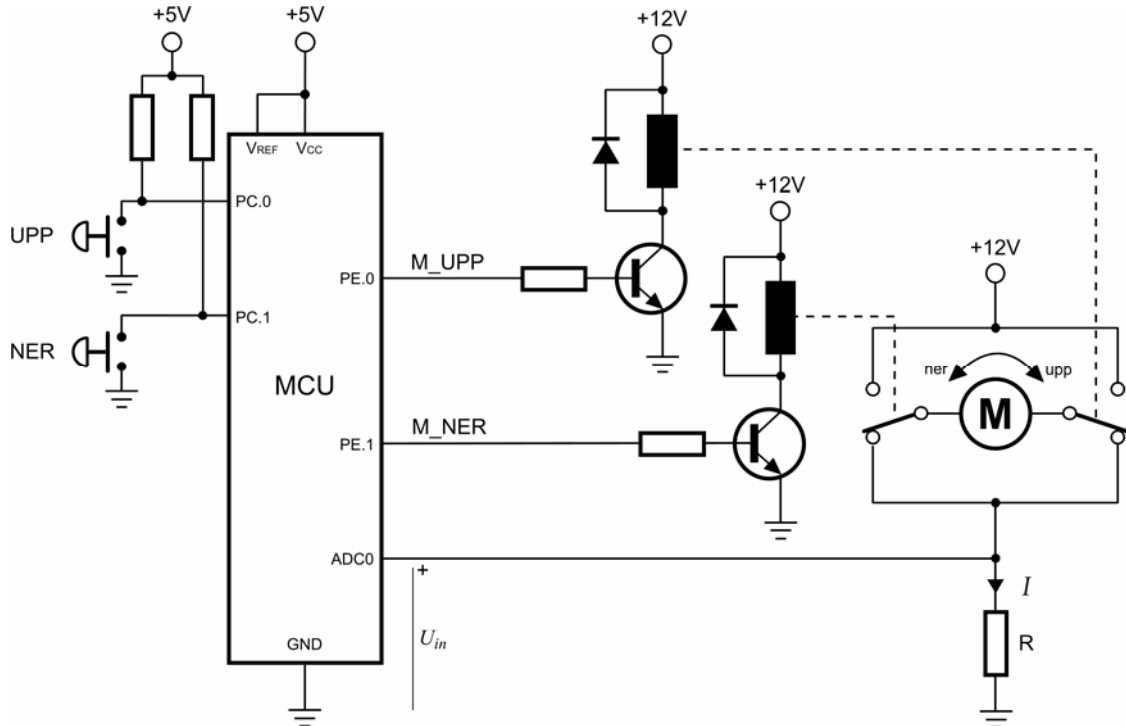 +5V
+5V
+12V
VREF
VCC
PC.0
UPP
+12V
M_UPP
PE.0
+12V
PC.1
NER
MCU
ner
upp
M
M_NER
PE.1
ADC0
+
I
Uin
R
GND